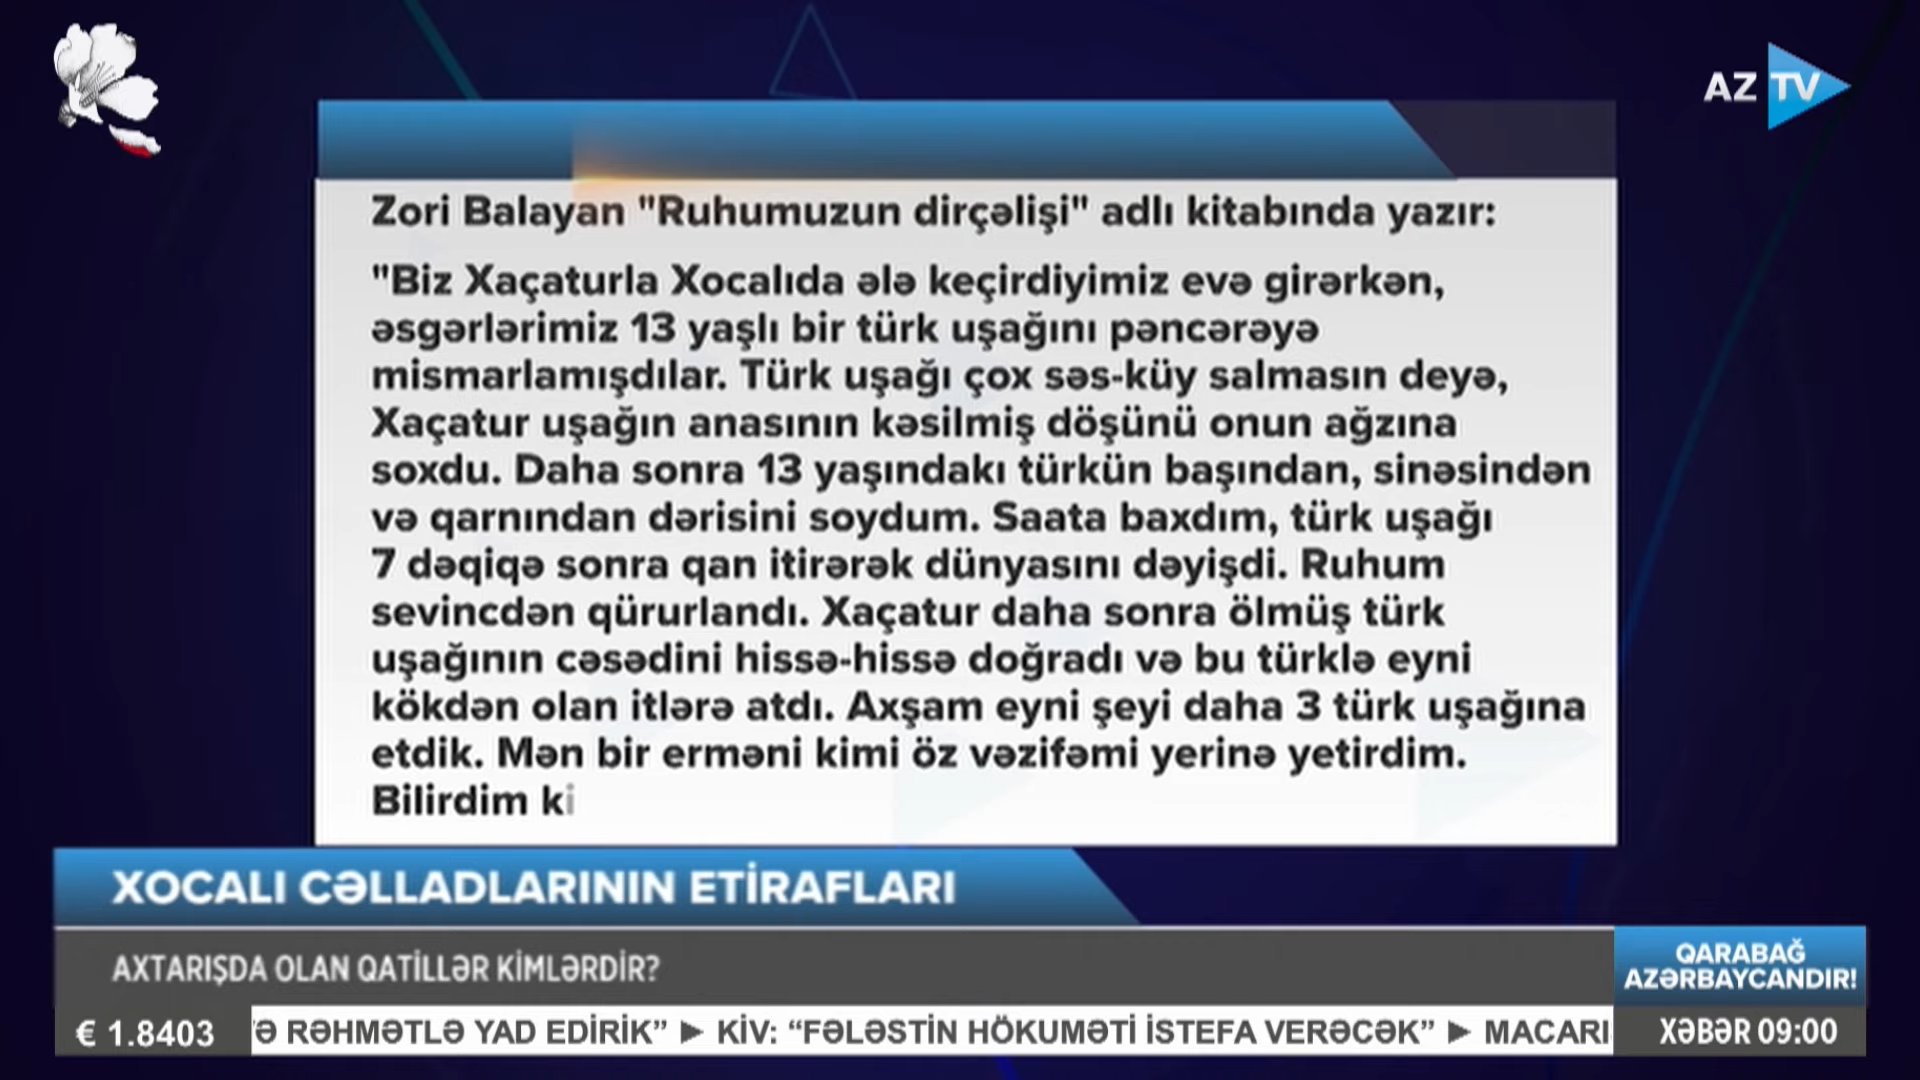 AZ TV
Zori Balayan "Ruhumuzun dirçəlişi" adlı kitabında yazır:
"Biz Xaçaturla Xocalıda ələ keçirdiyimiz evə girərkən,
əsgərlərimiz 13 yaşlı bir türk uşağını pəncərəyə
mismarlamışdılar. Türk uşağı çox səs-küy salmasın deyə,
Xaçatur uşağın anasının kəsilmiş döşünü onun ağzına
soxdu. Daha sonra 13 yaşındakı türkün başından, sinəsindən
və qarnından dərisini soydum. Saata baxdım, türk uşağı
7 dəqiqə sonra qan itirərək dünyasını dəyişdi. Ruhum
sevincdən qürurlandı. Xaçatur daha sonra ölmüş türk
uşağının cəsədini hissə-hissə doğradı və bu türklə eyni
kökdən olan itlərə atdı. Axşam eyni şeyi daha 3 türk uşağına
etdik. Mən bir erməni kimi öz vəzifəmi yerinə yetirdim.
Bilirdim ki
XOCALI CƏLLADLARININ ETİRAFLARI
AXTARIŞDA OLAN QATİLLƏR KİMLƏRDİR?
QARABAĞ
AZƏRBAYCANDIR!
€ 1.8403
Ə RƏHMƏTLƏ YAD EDİRİK” ► KİV: “FƏLƏSTİN HÖKUMƏTİ İSTEFA VERƏCƏK” ► MACARI
XƏBƏR 09:00